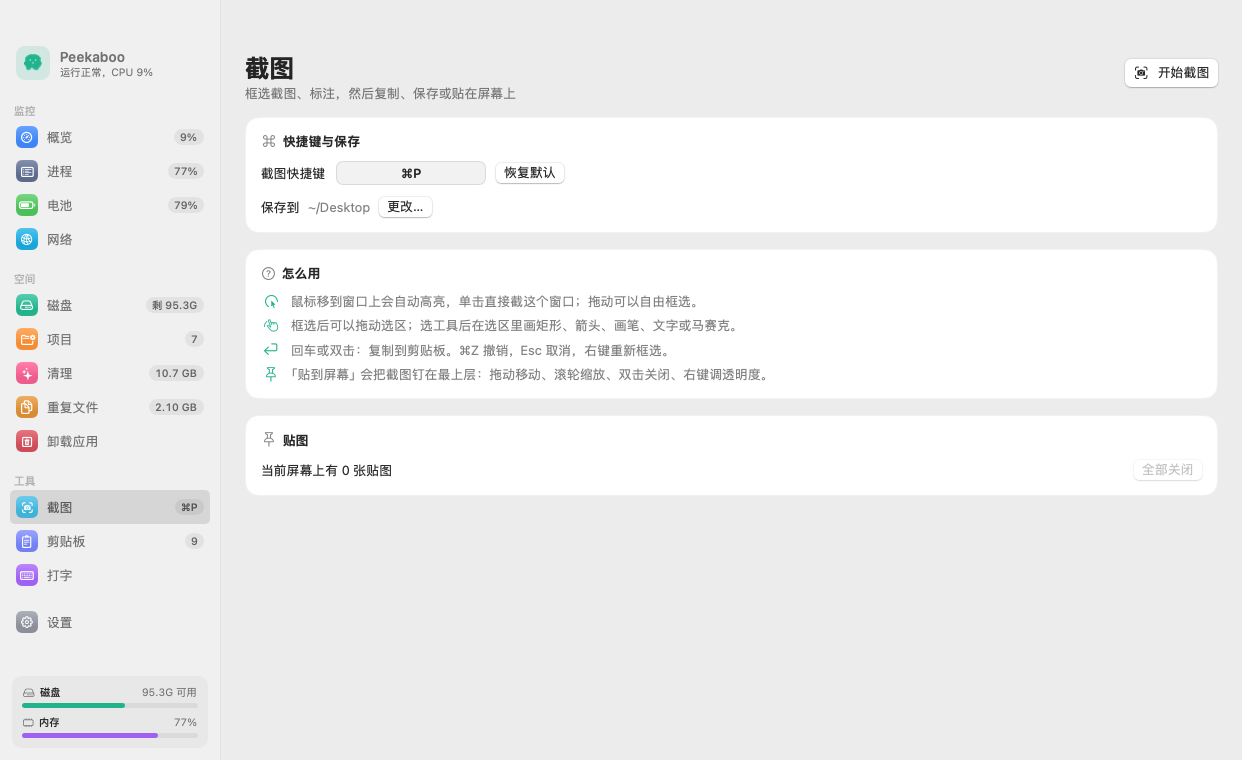 Peekaboo
运行正常，CPU 9%
监控
概览 9%
进程 77%
电池 79%
网络
空间
磁盘 剩 95.3G
项目 7
清理 10.7 GB
重复文件 2.10 GB
卸载应用
工具
截图 ⌘P
剪贴板 9
打字
设置
磁盘 95.3G 可用
内存 77%
截图
框选截图、标注，然后复制、保存或贴在屏幕上
开始截图
快捷键与保存
截图快捷键 ⌘P 恢复默认
保存到 ~/Desktop 更改...
怎么用
鼠标移到窗口上会自动高亮，单击直接截这个窗口；拖动可以自由框选。
框选后可以拖动选区；选工具后在选区里画矩形、箭头、画笔、文字或马赛克。
回车或双击：复制到剪贴板。⌘Z 撤销，Esc 取消，右键重新框选。
「贴到屏幕」会把截图钉在最上层：拖动移动、滚轮缩放、双击关闭、右键调透明度。
贴图
当前屏幕上有 0 张贴图 全部关闭